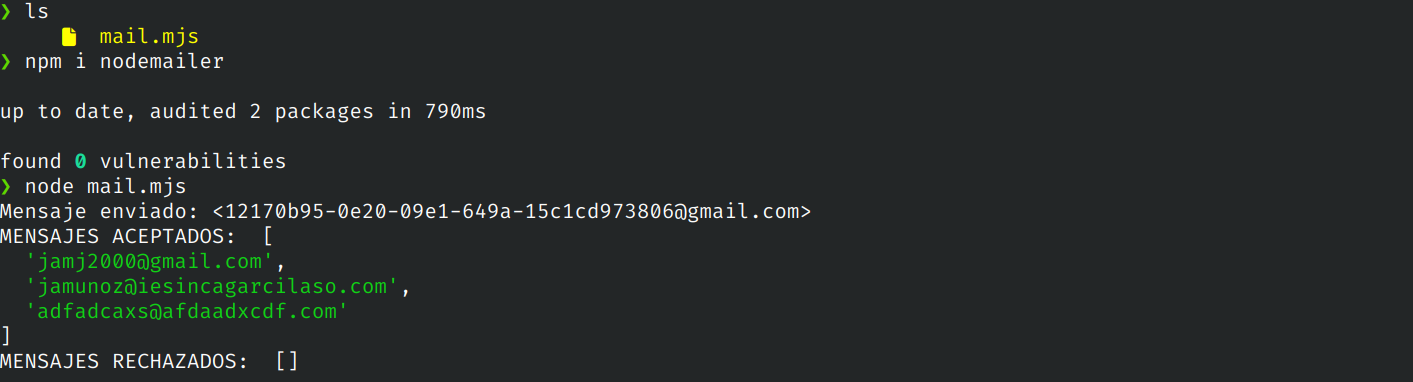 ❯ ls
mail.mjs
❯ npm i nodemailer
up to date, audited 2 packages in 790ms
found 0 vulnerabilities
❯ node mail.mjs
Mensaje enviado: <12170b95-0e20-09e1-649a-15c1cd973806@gmail.com>
MENSAJES ACEPTADOS:  [
  'jamj2000@gmail.com',
  'jamunoz@iesincagarcilaso.com',
  'adfadcaxs@afdaadxcdf.com'
]
MENSAJES RECHAZADOS:  []